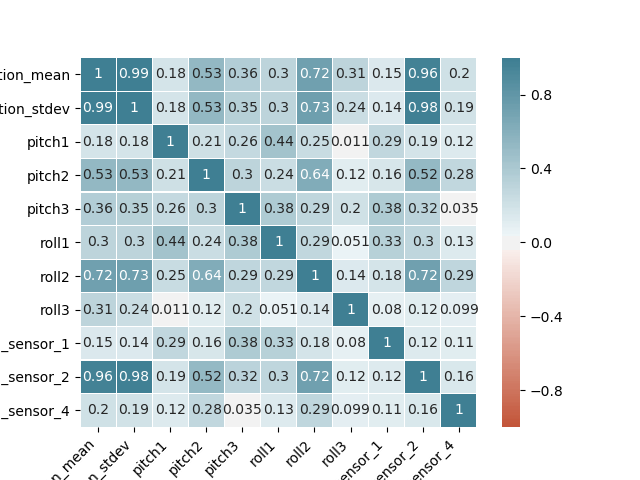 tion_mean 1 0.99 0.18 0.53 0.36 0.3 0.72 0.31 0.15 0.96 0.2
tion_stdev 0.99 1 0.18 0.53 0.35 0.3 0.73 0.24 0.14 0.98 0.19
pitch1 0.18 0.18 1 0.21 0.26 0.44 0.25 0.011 0.29 0.19 0.12
pitch2 0.53 0.53 0.21 1 0.3 0.24 0.64 0.12 0.16 0.52 0.28
pitch3 0.36 0.35 0.26 0.3 1 0.38 0.29 0.2 0.38 0.32 0.035
roll1 0.3 0.3 0.44 0.24 0.38 1 0.29 0.051 0.33 0.3 0.13
roll2 0.72 0.73 0.25 0.64 0.29 0.29 1 0.14 0.18 0.72 0.29
roll3 0.31 0.24 0.011 0.12 0.2 0.051 0.14 1 0.08 0.12 0.099
_sensor_1 0.15 0.14 0.29 0.16 0.38 0.33 0.18 0.08 1 0.12 0.11
_sensor_2 0.96 0.98 0.19 0.52 0.32 0.3 0.72 0.12 0.12 1 0.16
_sensor_4 0.2 0.19 0.12 0.28 0.035 0.13 0.29 0.099 0.11 0.16 1
n_mean n_stdev pitch1 pitch2 pitch3 roll1 roll2 roll3 ensor_1 ensor_2 ensor_4
0.8
0.4
0.0
−0.4
−0.8